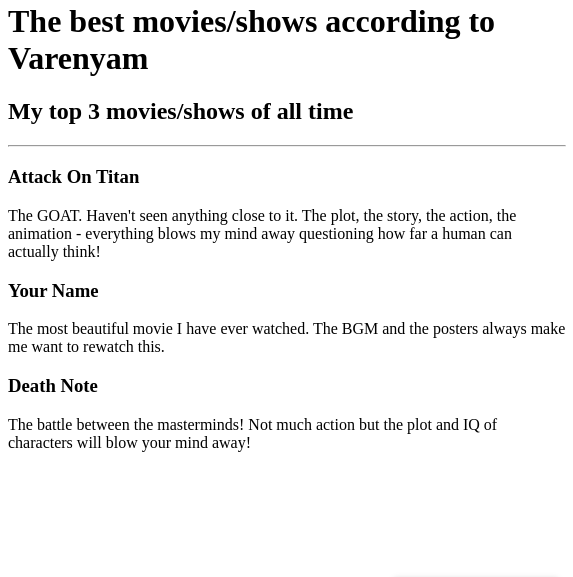 The best movies/shows according to
Varenyam
My top 3 movies/shows of all time
Attack On Titan
The GOAT. Haven't seen anything close to it. The plot, the story, the action, the
animation - everything blows my mind away questioning how far a human can
actually think!
Your Name
The most beautiful movie I have ever watched. The BGM and the posters always make
me want to rewatch this.
Death Note
The battle between the masterminds! Not much action but the plot and IQ of
characters will blow your mind away!